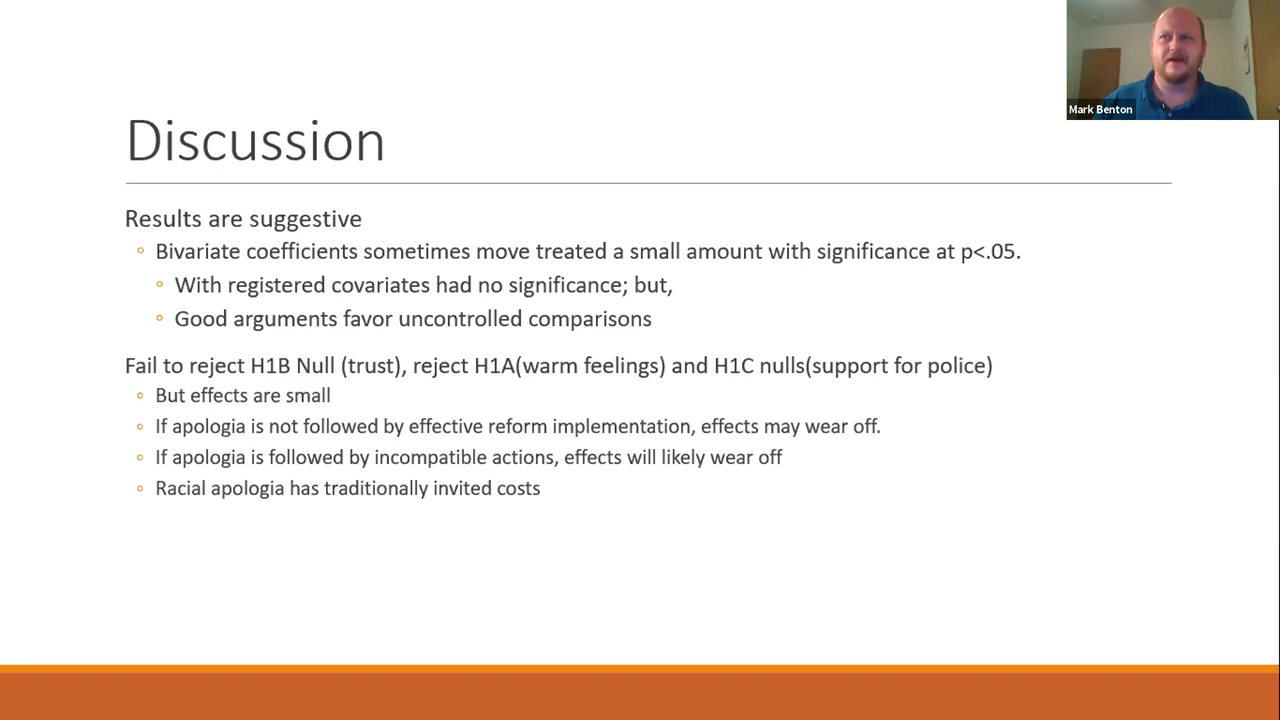 Mark Benton
Discussion
Results are suggestive
Bivariate coefficients sometimes move treated a small amount with significance at p<.05.
With registered covariates had no significance; but,
Good arguments favor uncontrolled comparisons
Fail to reject H1B Null (trust), reject H1A(warm feelings) and H1C nulls(support for police)
But effects are small
If apologia is not followed by effective reform implementation, effects may wear off.
If apologia is followed by incompatible actions, effects will likely wear off
Racial apologia has traditionally invited costs